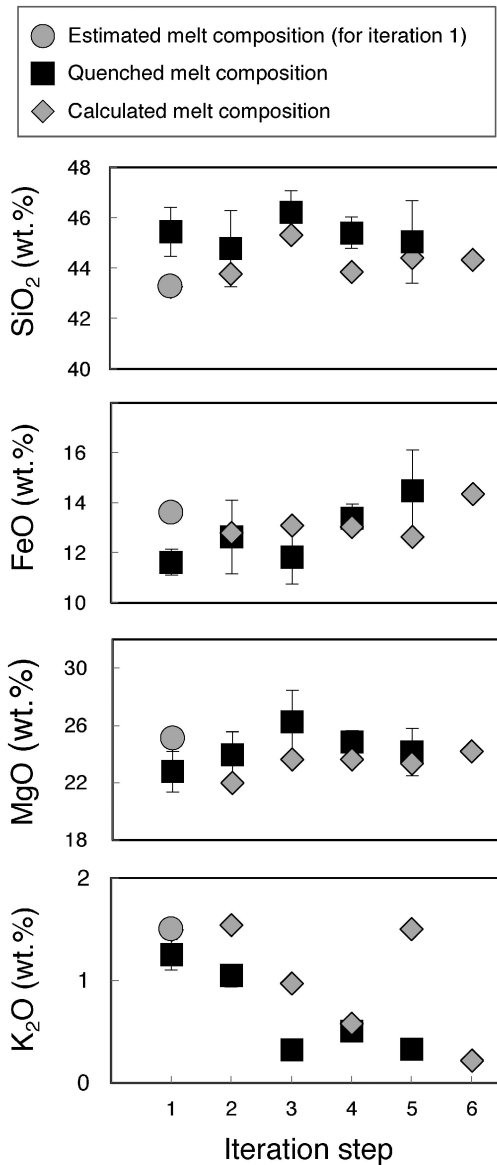 Estimated melt composition (for iteration 1)
Quenched melt composition
Calculated melt composition
48
46
44
42
40
SiO₂ (wt.%)
16
14
12
10
FeO (wt.%)
30
26
22
18
MgO (wt.%)
2
1
0
K₂O (wt.%)
1 2 3 4 5 6
Iteration step